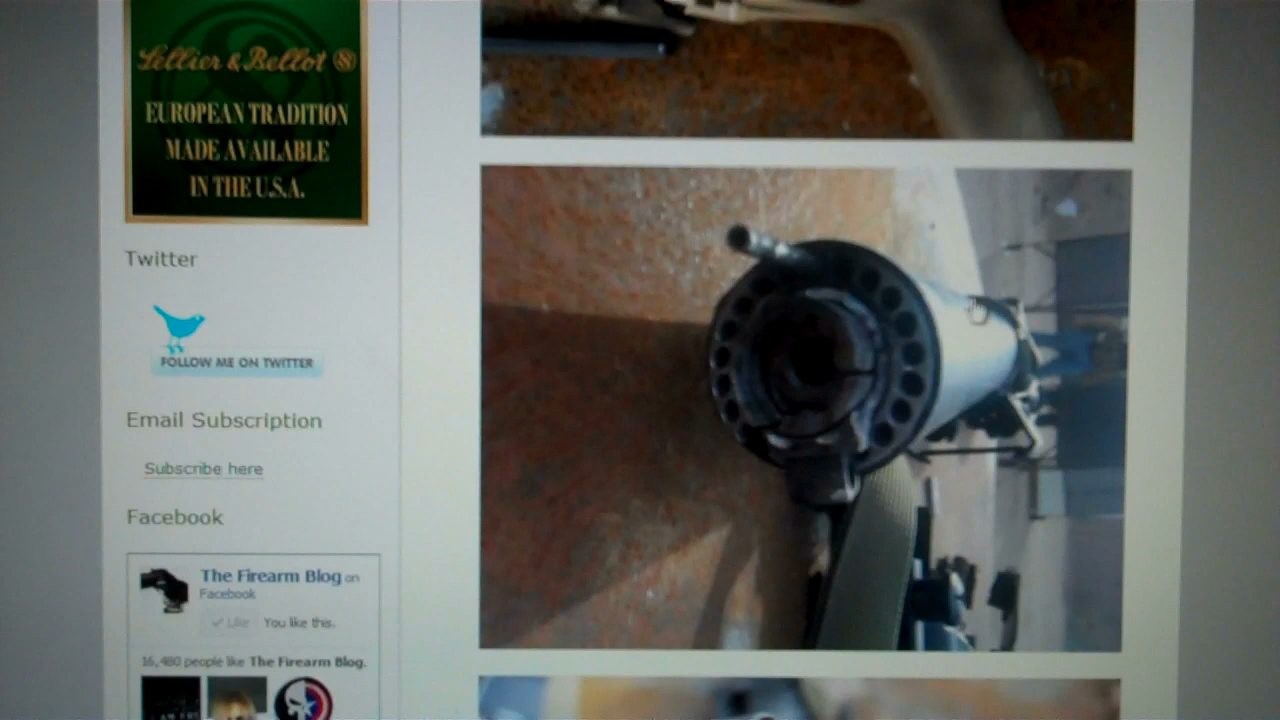 Sellier & Bellot
EUROPEAN TRADITION
MADE AVAILABLE
IN THE U.S.A.
Twitter
FOLLOW ME ON TWITTER
Email Subscription
Subscribe here
Facebook
The Firearm Blog on
Facebook
Like You like this.
16,480 people like The Firearm Blog.